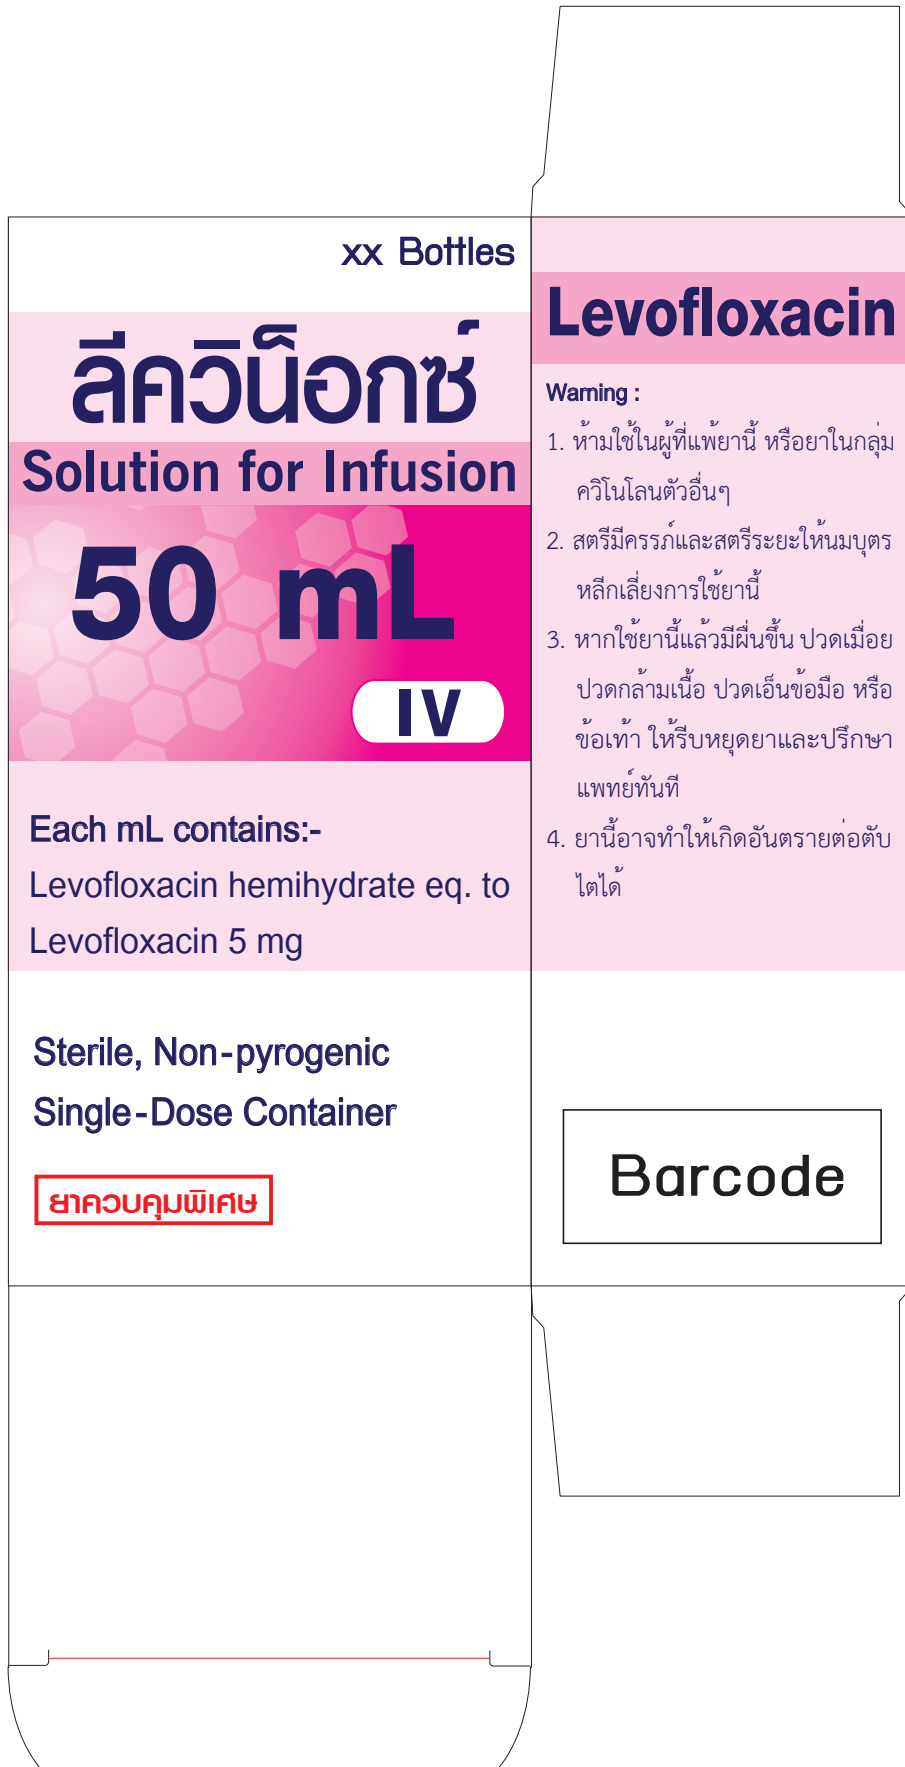 xx Bottles
ลีควิน็อกซ์
Solution for Infusion
50 mL
IV
Each mL contains:-
Levofloxacin hemihydrate eq. to
Levofloxacin 5 mg
Sterile, Non-pyrogenic
Single-Dose Container
ยาควบคุมพิเศษ
Levofloxacin
Warning :
1. ห้ามใช้ในผู้ที่แพ้ยานี้ หรือยาในกลุ่ม
ควิโนโลนตัวอื่นๆ
2. สตรีมีครรภ์และสตรีระยะให้นมบุตร
หลีกเลี่ยงการใช้ยานี้
3. หากใช้ยานี้แล้วมีผื่นขึ้น ปวดเมื่อย
ปวดกล้ามเนื้อ ปวดเอ็นข้อมือ หรือ
ข้อเท้า ให้รีบหยุดยาและปรึกษา
แพทย์ทันที
4. ยานี้อาจทำให้เกิดอันตรายต่อตับ
ไตได้
Barcode